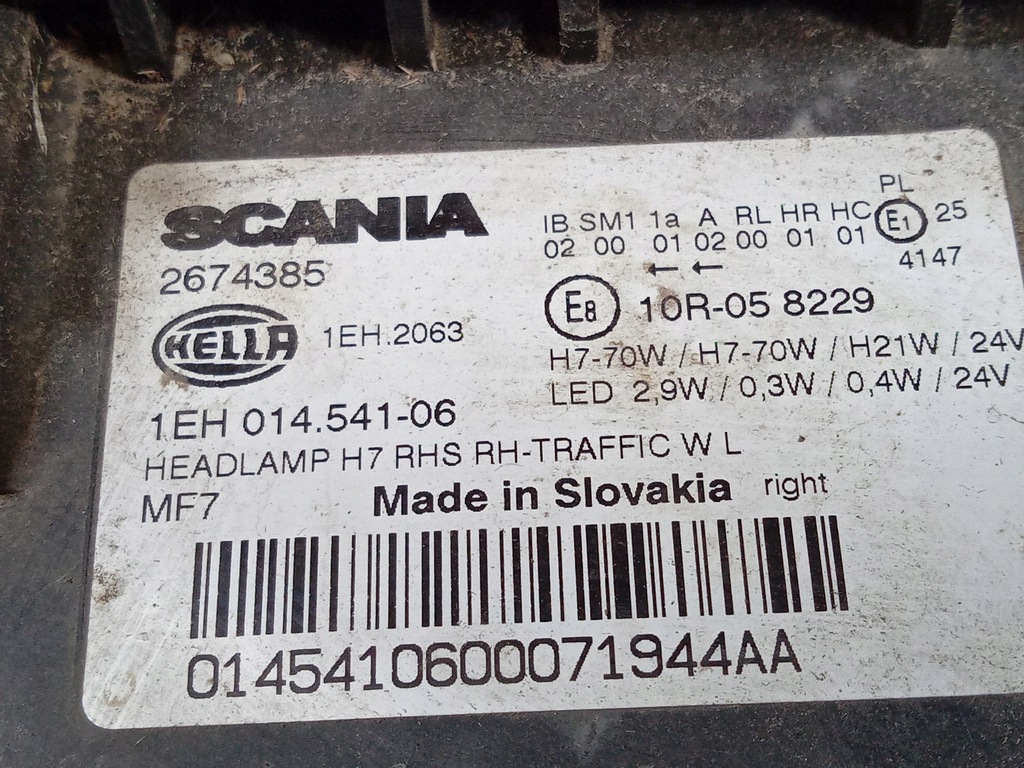 SCANIA
2674385
HELLA 1EH.2063
1EH 014.541-06
HEADLAMP H7 RHS RH-TRAFFIC W L
MF7 Made in Slovakia right
PL
IB SM1 1a A RL HR HC E1 25
02 00 01 02 00 01 01
4147
← ←
E8 10R-05 8229
H7-70W / H7-70W / H21W / 24V
LED 2,9W / 0,3W / 0,4W / 24V
0145410600071944AA